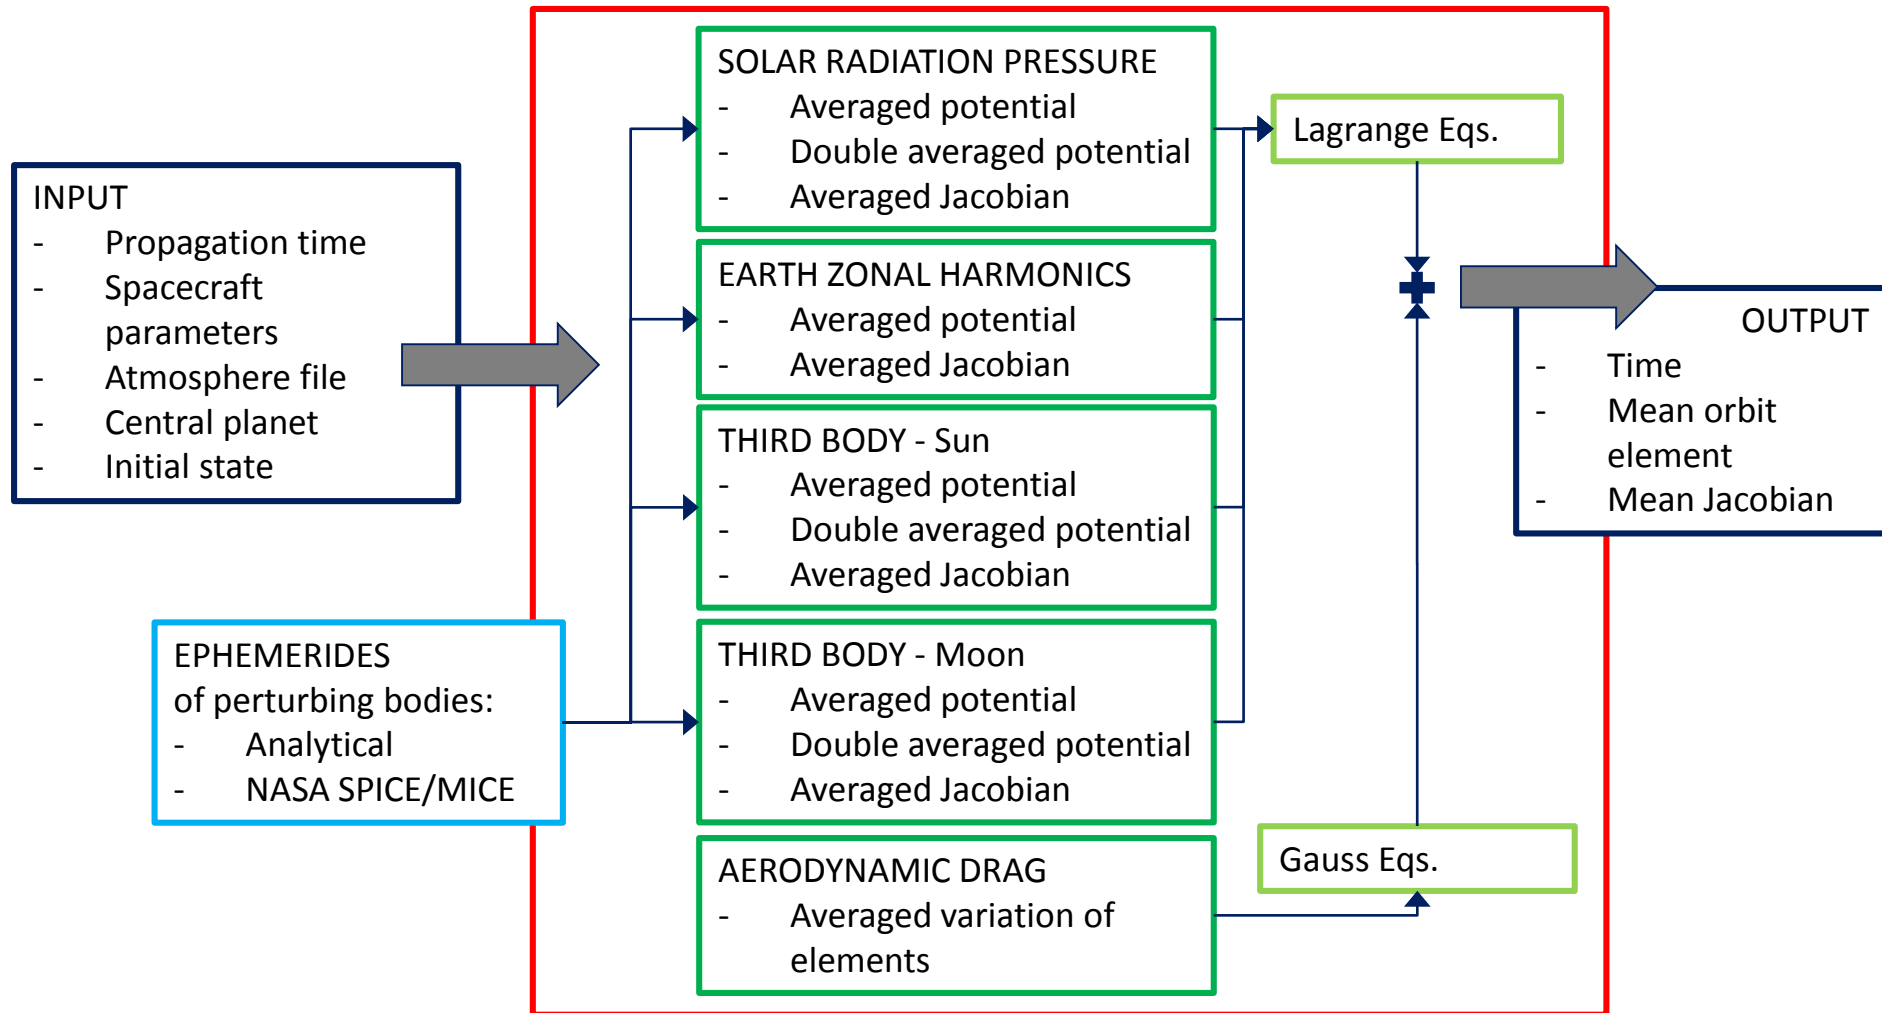 INPUT
- Propagation time
- Spacecraft
parameters
- Atmosphere file
- Central planet
- Initial state
EPHEMERIDES
of perturbing bodies:
- Analytical
- NASA SPICE/MICE
SOLAR RADIATION PRESSURE
- Averaged potential
- Double averaged potential
- Averaged Jacobian
EARTH ZONAL HARMONICS
- Averaged potential
- Averaged Jacobian
THIRD BODY - Sun
- Averaged potential
- Double averaged potential
- Averaged Jacobian
THIRD BODY - Moon
- Averaged potential
- Double averaged potential
- Averaged Jacobian
AERODYNAMIC DRAG
- Averaged variation of
elements
Lagrange Eqs.
Gauss Eqs.
OUTPUT
- Time
- Mean orbit
element
- Mean Jacobian